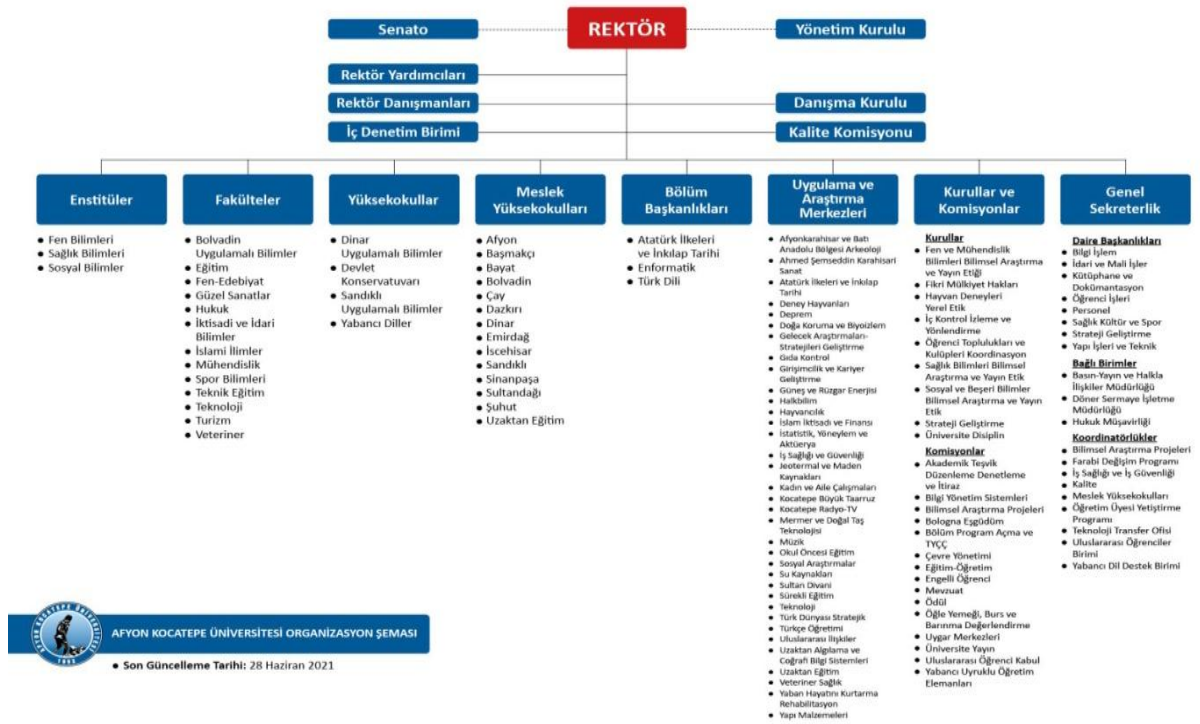 Senato
REKTÖR
Yönetim Kurulu
Rektör Yardımcıları
Rektör Danışmanları
Danışma Kurulu
İç Denetim Birimi
Kalite Komisyonu
Enstitüler
• Fen Bilimleri
• Sağlık Bilimleri
• Sosyal Bilimler
Fakülteler
• Bolvadin
Uygulamalı Bilimler
• Eğitim
• Fen-Edebiyat
• Güzel Sanatlar
• Hukuk
• İktisadi ve İdari
Bilimler
• İslami İlimler
• Mühendislik
• Spor Bilimleri
• Teknik Eğitim
• Teknoloji
• Turizm
• Veteriner
Yüksekokullar
• Dinar
Uygulamalı Bilimler
• Devlet
Konservatuvarı
• Sandıklı
Uygulamalı Bilimler
• Yabancı Diller
Meslek
Yüksekokulları
• Afyon
• Başmakçı
• Bayat
• Bolvadin
• Çay
• Dazkırı
• Dinar
• Emirdağ
• İscehisar
• Sandıklı
• Sinanpaşa
• Sultandağı
• Şuhut
• Uzaktan Eğitim
Bölüm
Başkanlıkları
• Atatürk İlkeleri
ve İnkılap Tarihi
• Enformatik
• Türk Dili
Uygulama ve
Araştırma
Merkezleri
• Afyonkarahisar ve Batı
Anadolu Bölgesi Arkeoloji
• Ahmed Şemseddin Karahisari
Sanat
• Atatürk İlkeleri ve İnkılap
Tarihi
• Deney Hayvanları
• Deprem
• Doğa Koruma ve Biyoizlem
• Gelecek Araştırmaları-
Stratejileri Geliştirme
• Gıda Kontrol
• Girişimcilik ve Kariyer
Geliştirme
• Güneş ve Rüzgar Enerjisi
• Halkbilim
• Hayvancılık
• İslam İktisadı ve Finansı
• İstatistik, Yöneylem ve
Aktüerya
• İş Sağlığı ve Güvenliği
• Jeotermal ve Maden
Kaynakları
• Kadın ve Aile Çalışmaları
• Kocatepe Büyük Taarruz
• Kocatepe Radyo-TV
• Mermer ve Doğal Taş
Teknolojisi
• Müzik
• Okul Öncesi Eğitim
• Sosyal Araştırmalar
• Su Kaynakları
• Sultan Divani
• Sürekli Eğitim
• Teknoloji
• Türk Dünyası Stratejik
• Türkçe Öğretimi
• Uluslararası İlişkiler
• Uzaktan Algılama ve
Coğrafi Bilgi Sistemleri
• Uzaktan Eğitim
• Veteriner Sağlık
• Yaban Hayatını Kurtarma
Rehabilitasyon
• Yapı Malzemeleri
Kurullar ve
Komisyonlar
Kurullar
• Fen ve Mühendislik
Bilimleri Bilimsel Araştırma
ve Yayın Etiği
• Fikri Mülkiyet Hakları
• Hayvan Deneyleri
Yerel Etik
• İç Kontrol İzleme ve
Yönlendirme
• Öğrenci Toplulukları ve
Kulüpleri Koordinasyon
• Sağlık Bilimleri Bilimsel
Araştırma ve Yayın Etik
• Sosyal ve Beşeri Bilimler
Bilimsel Araştırma ve Yayın
Etik
• Strateji Geliştirme
• Üniversite Disiplin
Komisyonlar
• Akademik Teşvik
Düzenleme Denetleme
ve İtiraz
• Bilgi Yönetim Sistemleri
• Bilimsel Araştırma Projeleri
• Bologna Eşgüdüm
• Bölüm Program Açma ve
TYÇÇ
• Çevre Yönetimi
• Eğitim-Öğretim
• Engelli Öğrenci
• Mevzuat
• Ödül
• Öğle Yemeği, Burs ve
Barınma Değerlendirme
• Uygar Merkezleri
• Üniversite Yayın
• Uluslararası Öğrenci Kabul
• Yabancı Uyruklu Öğretim
Elemanları
Genel
Sekreterlik
Daire Başkanlıkları
• Bilgi İşlem
• İdari ve Mali İşler
• Kütüphane ve
Dokümantasyon
• Öğrenci İşleri
• Personel
• Sağlık Kültür ve Spor
• Strateji Geliştirme
• Yapı İşleri ve Teknik
Bağlı Birimler
• Basın-Yayın ve Halkla
İlişkiler Müdürlüğü
• Döner Sermaye İşletme
Müdürlüğü
• Hukuk Müşavirliği
Koordinatörlükler
• Bilimsel Araştırma Projeleri
• Farabi Değişim Programı
• İş Sağlığı ve İş Güvenliği
• Kalite
• Meslek Yüksekokulları
• Öğretim Üyesi Yetiştirme
Programı
• Teknoloji Transfer Ofisi
• Uluslararası Öğrenciler
Birimi
• Yabancı Dil Destek Birimi
AFYON KOCATEPE ÜNİVERSİTESİ
1992
AFYON KOCATEPE ÜNİVERSİTESİ ORGANİZASYON ŞEMASI
• Son Güncelleme Tarihi: 28 Haziran 2021